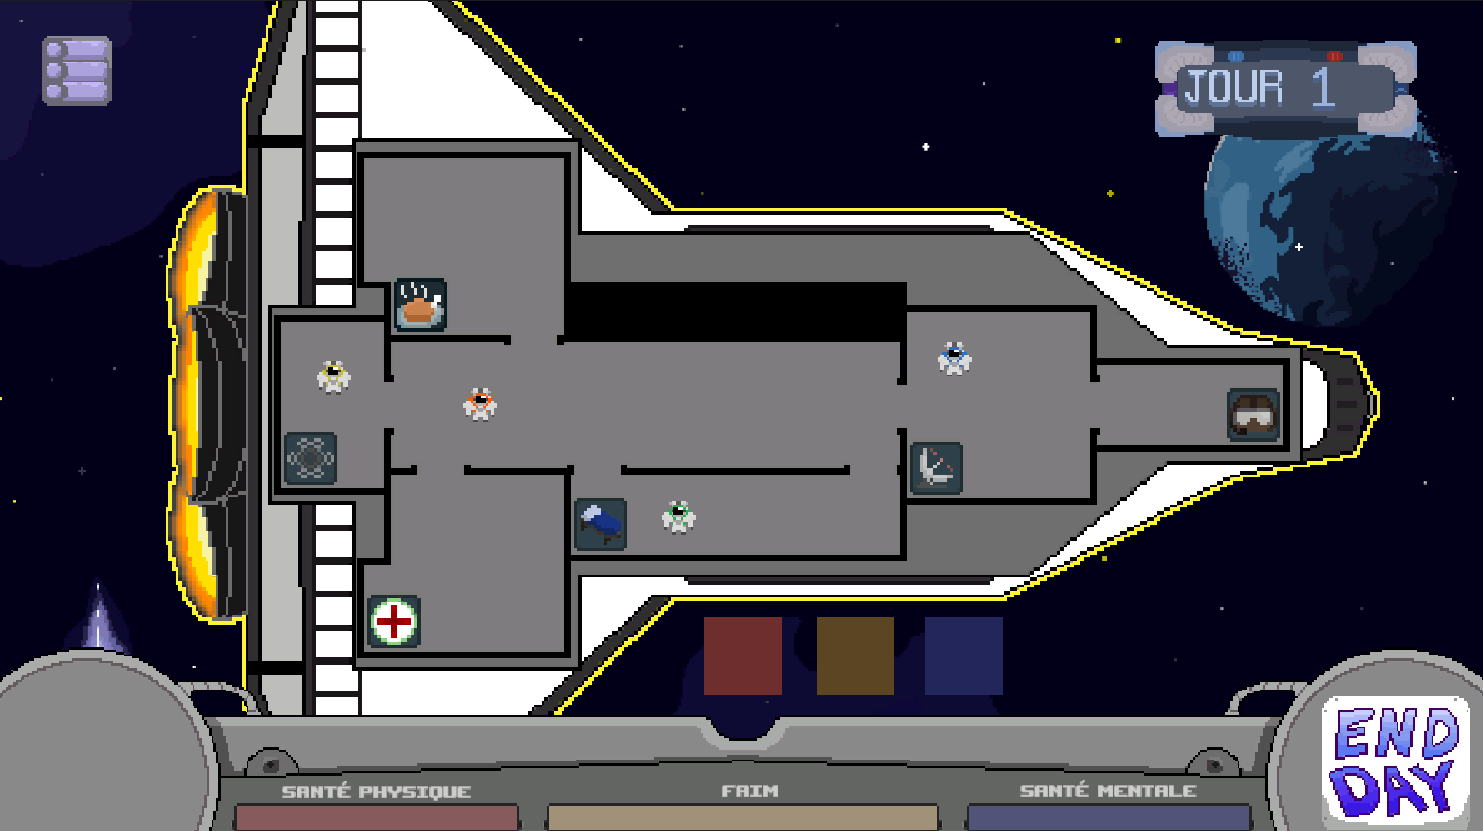 JOUR 1
END
DAY
SANTÉ PHYSIQUE
FAIM
SANTÉ MENTALE